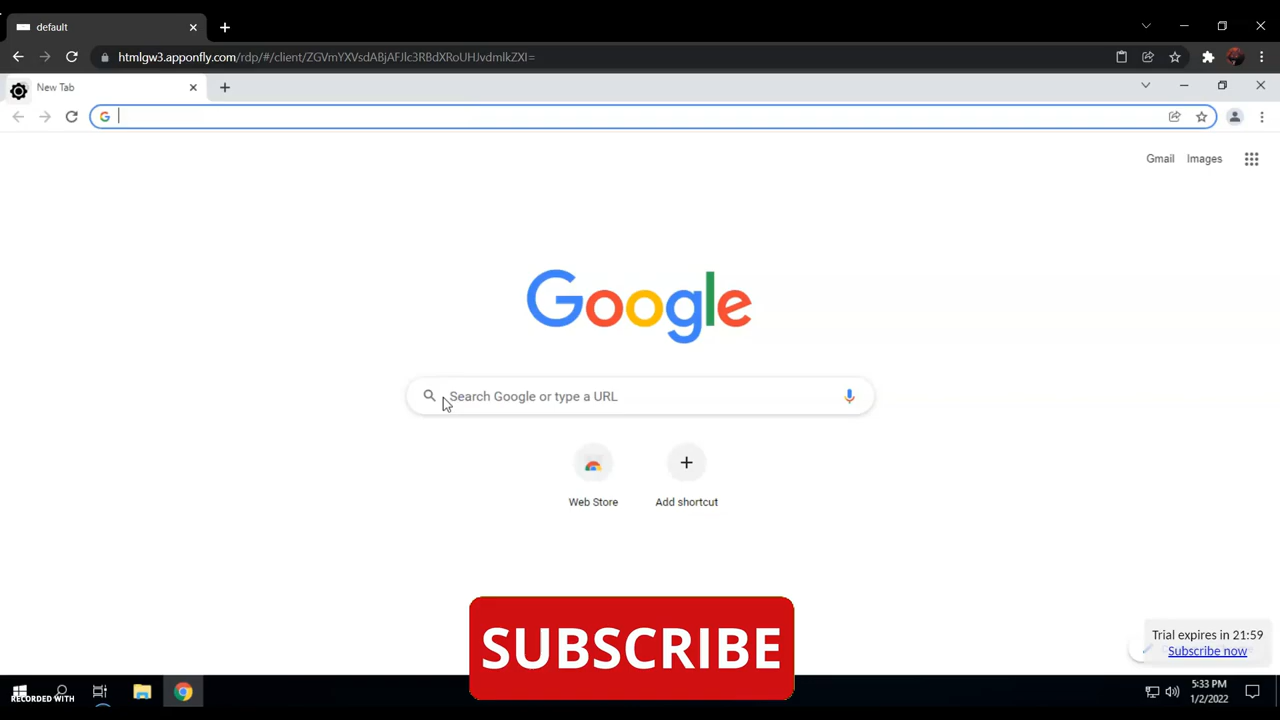 default
htmlgw3.apponfly.com/rdp/#/client/ZGVmYXVsdABjAFJlc3RBdXRoUHJvdmlkZXI=
New Tab
Gmail Images
Google
Search Google or type a URL
Web Store Add shortcut
SUBSCRIBE
Trial expires in 21:59
Subscribe now
RECORDED WITH
5:33 PM
1/2/2022